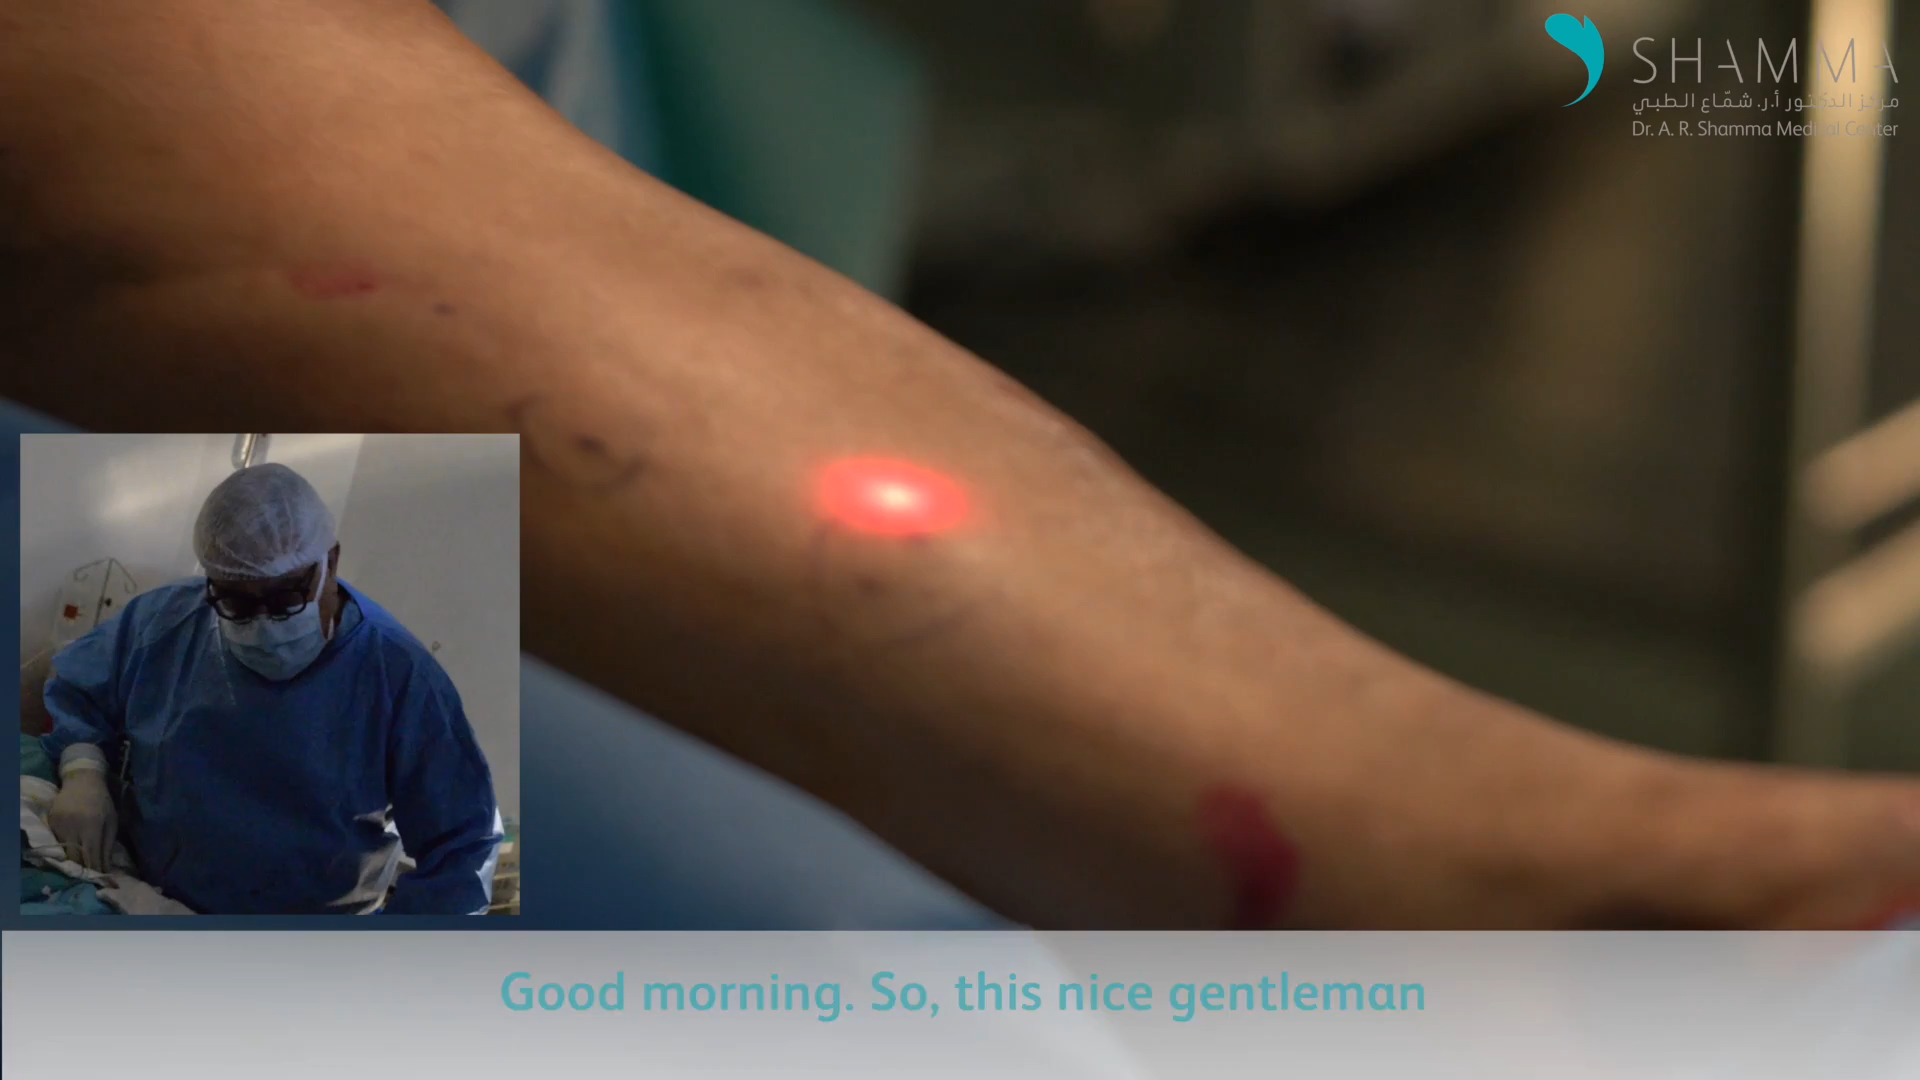 SHAMMA
مركز الدكتور أ.ر. شمّاع الطبي
Dr. A. R. Shamma Medical Center
Good morning. So, this nice gentleman